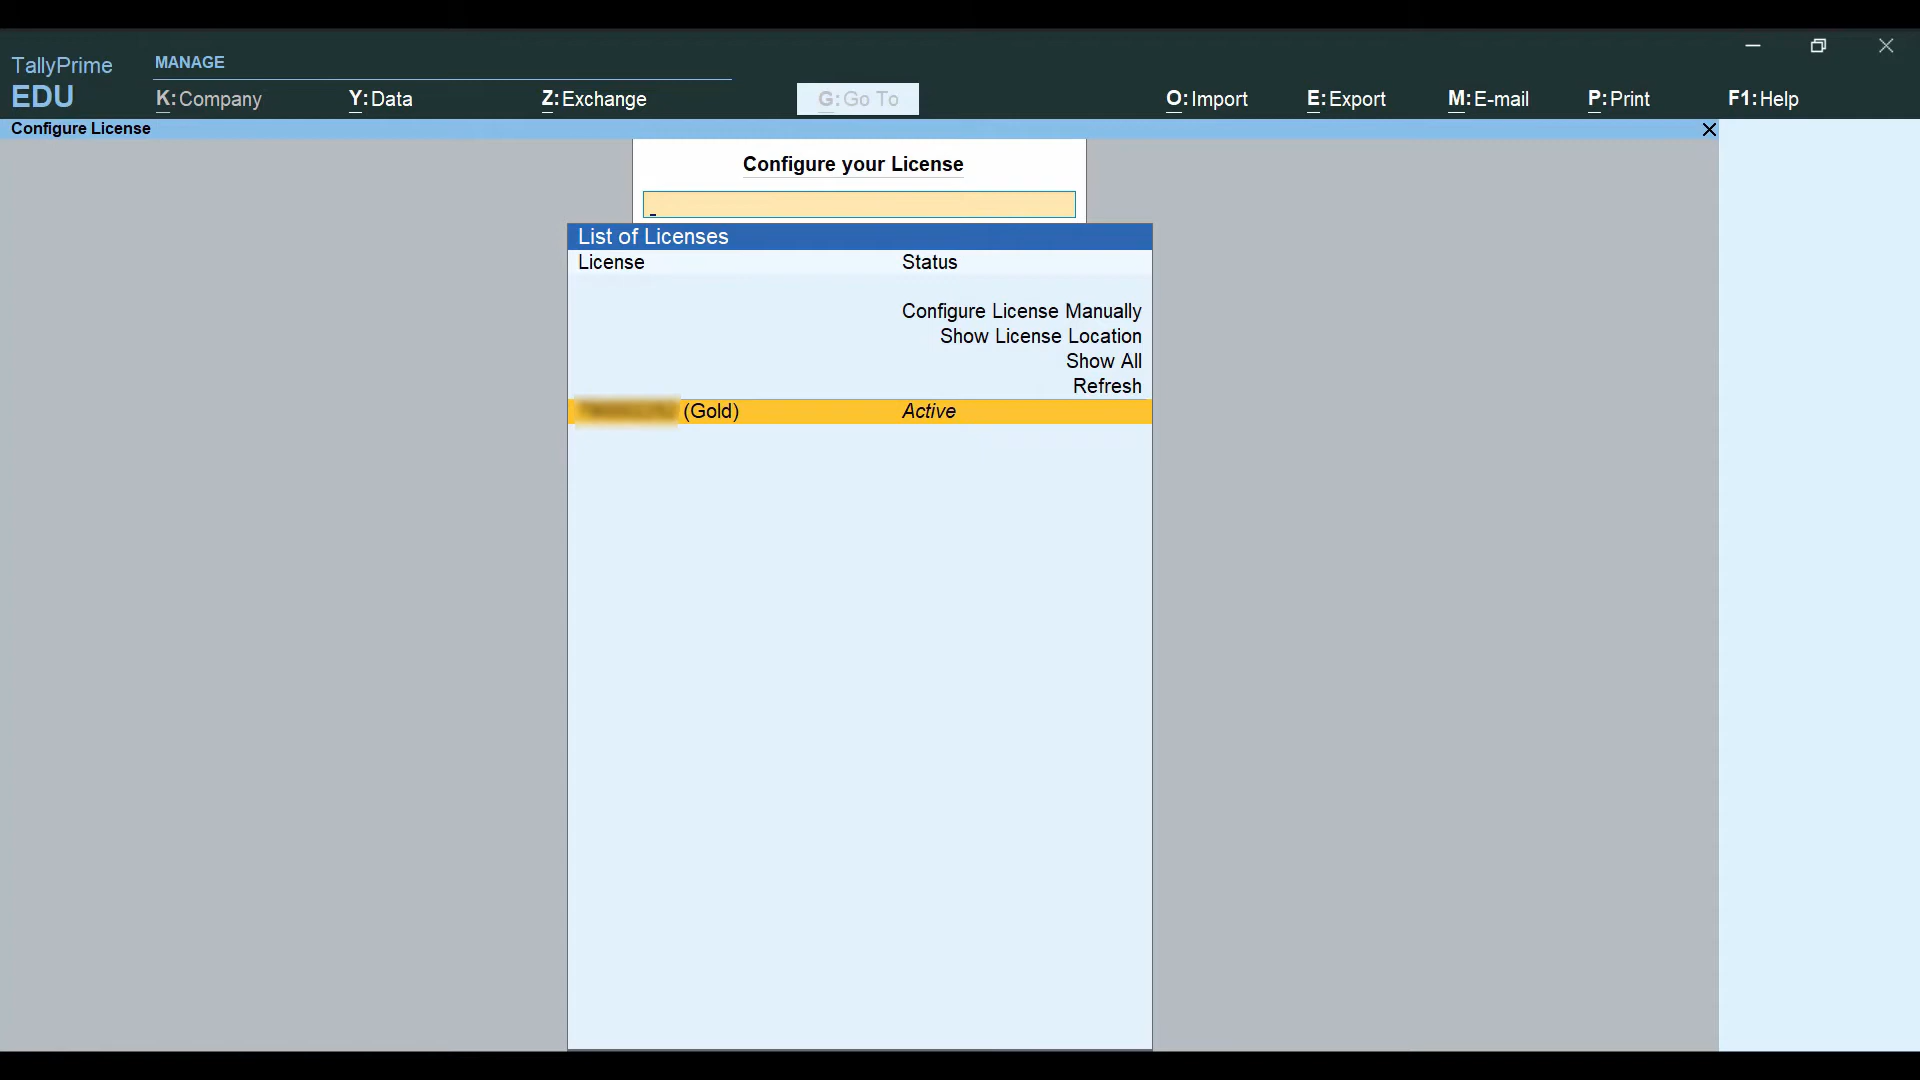 TallyPrime
EDU
MANAGE
K:Company Y:Data Z:Exchange G:Go To O:Import E:Export M:E-mail P:Print F1:Help
Configure License
Configure your License
List of Licenses
License Status
Configure License Manually
Show License Location
Show All
Refresh
(Gold) Active